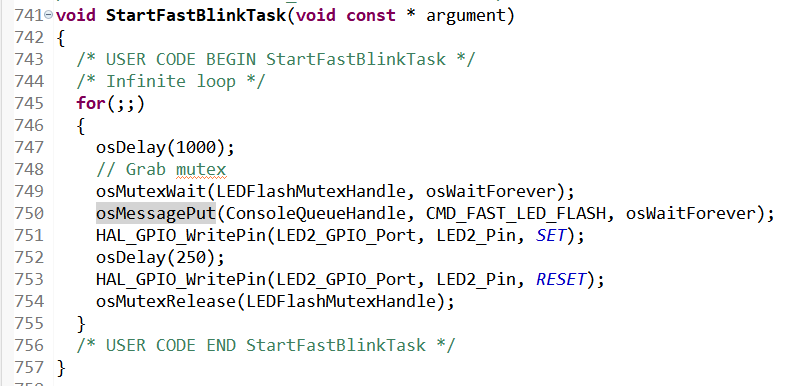 741 void StartFastBlinkTask(void const * argument)
742 {
743 /* USER CODE BEGIN StartFastBlinkTask */
744 /* Infinite loop */
745 for(;;)
746 {
747 osDelay(1000);
748 // Grab mutex
749 osMutexWait(LEDFlashMutexHandle, osWaitForever);
750 osMessagePut(ConsoleQueueHandle, CMD_FAST_LED_FLASH, osWaitForever);
751 HAL_GPIO_WritePin(LED2_GPIO_Port, LED2_Pin, SET);
752 osDelay(250);
753 HAL_GPIO_WritePin(LED2_GPIO_Port, LED2_Pin, RESET);
754 osMutexRelease(LEDFlashMutexHandle);
755 }
756 /* USER CODE END StartFastBlinkTask */
757 }